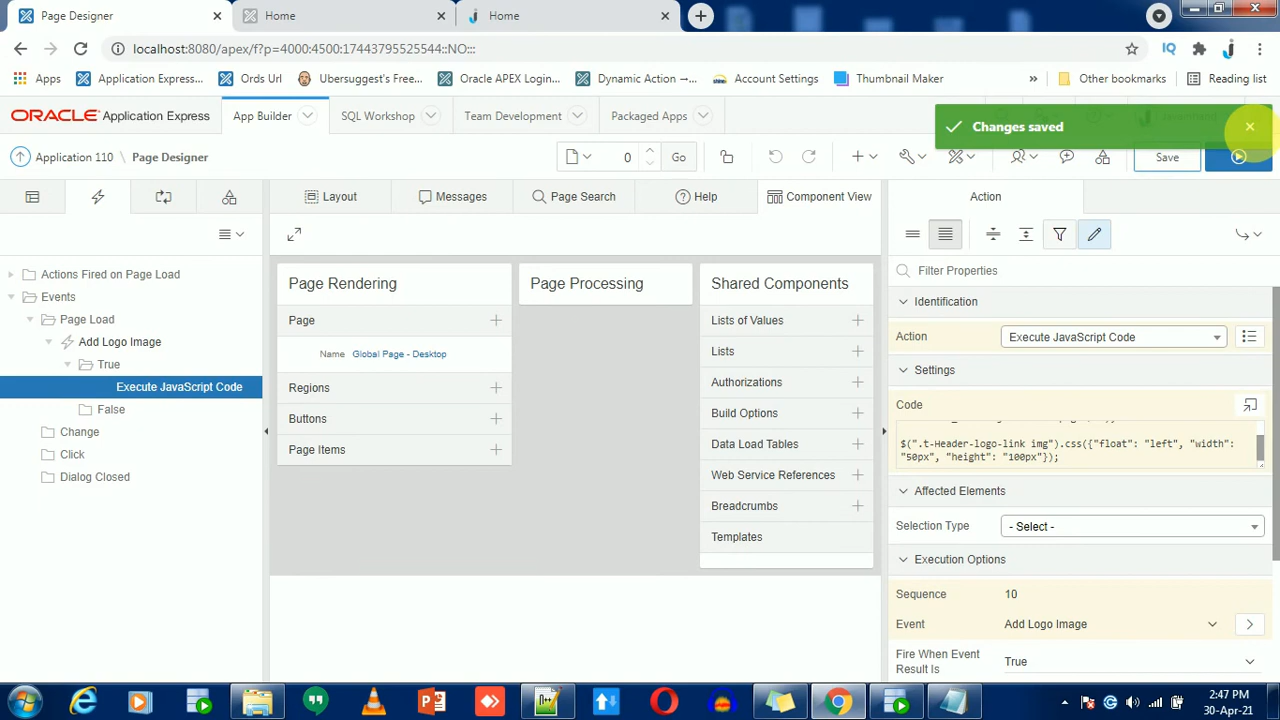 Page Designer
Home
Home
localhost:8080/apex/f?p=4000:4500:17443795525544::NO:::
IQ
Apps
Application Express...
Ords Url
Ubersuggest's Free...
Oracle APEX Login...
Dynamic Action →...
Account Settings
Thumbnail Maker
»
Other bookmarks
Reading list
ORACLE Application Express
App Builder
SQL Workshop
Team Development
Packaged Apps
Changes saved
Application 110 \ Page Designer
0
Go
Save
Layout
Messages
Page Search
Help
Component View
Action
Actions Fired on Page Load
Events
Page Load
Add Logo Image
True
Execute JavaScript Code
False
Change
Click
Dialog Closed
Page Rendering
Page
Name Global Page - Desktop
Regions
Buttons
Page Items
Page Processing
Shared Components
Lists of Values
Lists
Authorizations
Build Options
Data Load Tables
Web Service References
Breadcrumbs
Templates
Filter Properties
Identification
Action Execute JavaScript Code
Settings
Code
$(".t-Header-logo-link img").css({"float": "left", "width":
"50px", "height": "100px"});
Affected Elements
Selection Type - Select -
Execution Options
Sequence 10
Event Add Logo Image
Fire When Event
Result Is
True
2:47 PM
30-Apr-21